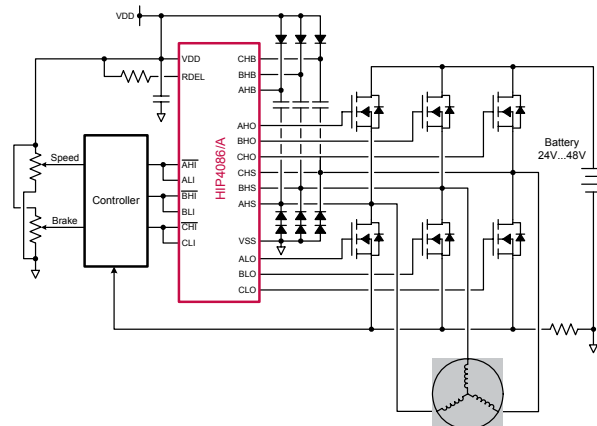 VDD
VDD
RDEL
CHB
BHB
AHB
AHO
BHO
CHO
CHS
BHS
AHS
VSS
ALO
BLO
CLO
HIP4086/A
AHI
ALI
BHI
BLI
CHI
CLI
Speed
Brake
Controller
Battery
24V...48V